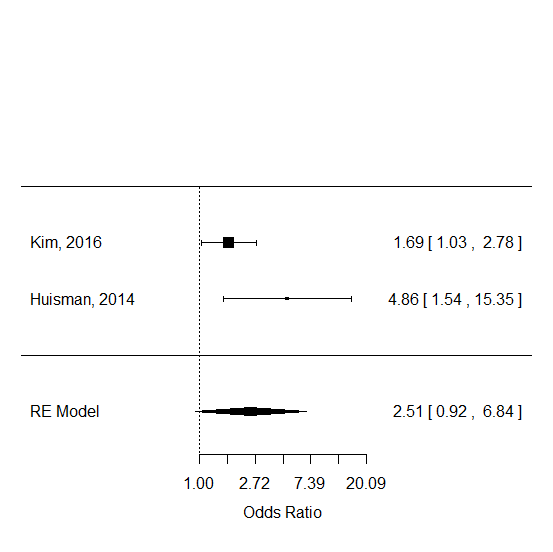 Kim, 2016 1.69 [ 1.03 , 2.78 ]
Huisman, 2014 4.86 [ 1.54 , 15.35 ]
RE Model 2.51 [ 0.92 , 6.84 ]
1.00 2.72 7.39 20.09
Odds Ratio